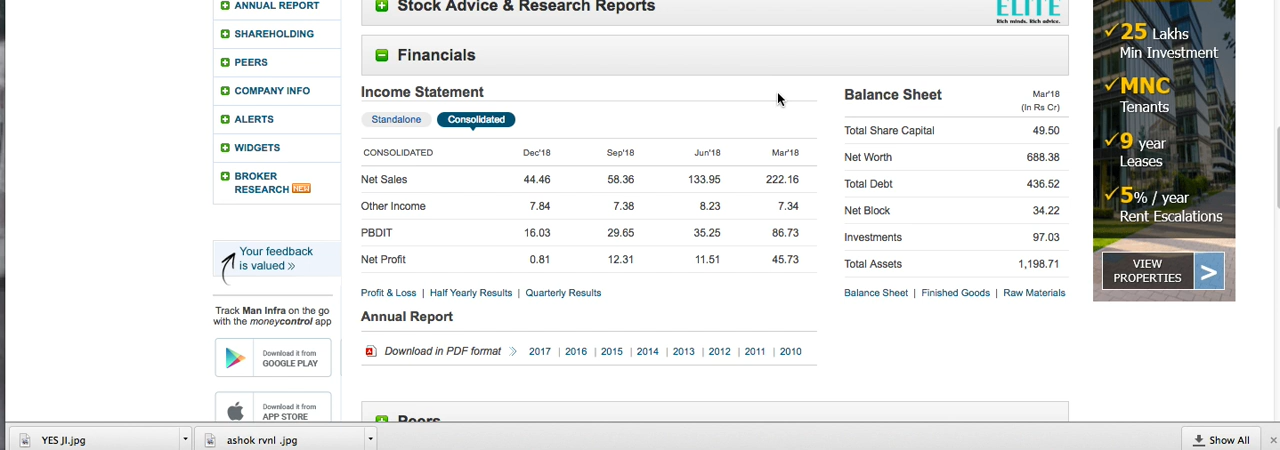 ANNUAL REPORT
SHAREHOLDING
PEERS
COMPANY INFO
ALERTS
WIDGETS
BROKER
RESEARCH NEW
Your feedback
is valued »
Track Man Infra on the go
with the moneycontrol app
Download it from
GOOGLE PLAY
Download it from
APP STORE
Stock Advice & Research Reports
ELITE
Rich minds. Rich advice.
Financials
Income Statement
Standalone Consolidated
CONSOLIDATED Dec'18 Sep'18 Jun'18 Mar'18
Net Sales 44.46 58.36 133.95 222.16
Other Income 7.84 7.38 8.23 7.34
PBDIT 16.03 29.65 35.25 86.73
Net Profit 0.81 12.31 11.51 45.73
Profit & Loss | Half Yearly Results | Quarterly Results
Annual Report
Download in PDF format 2017 | 2016 | 2015 | 2014 | 2013 | 2012 | 2011 | 2010
Balance Sheet Mar'18
(In Rs Cr)
Total Share Capital 49.50
Net Worth 688.38
Total Debt 436.52
Net Block 34.22
Investments 97.03
Total Assets 1,198.71
Balance Sheet | Finished Goods | Raw Materials
Peers
25 Lakhs
Min Investment
MNC
Tenants
9 year
Leases
5% / year
Rent Escalations
VIEW
PROPERTIES >
YES JI.jpg
ashok rvnl .jpg
Show All